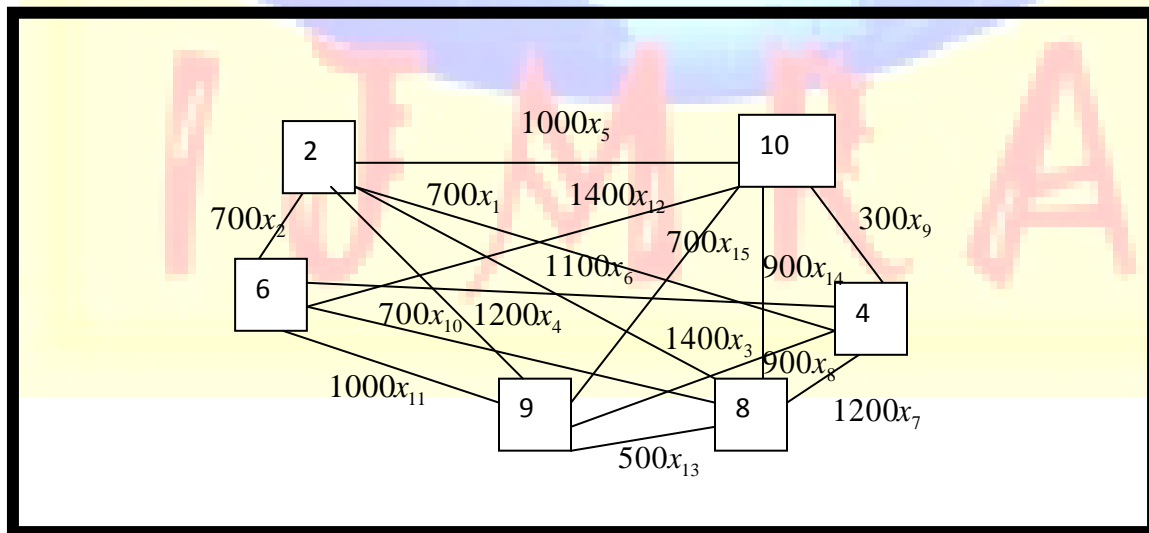 I J M R A
1000x₅
2
10
700x₁
1400x₁₂
700x₂
300x₉
700x₁₅
900x₁₄
1100x₆
6
4
700x₁₀
1200x₄
1400x₃
900x₈
1000x₁₁
9
8
1200x₇
500x₁₃